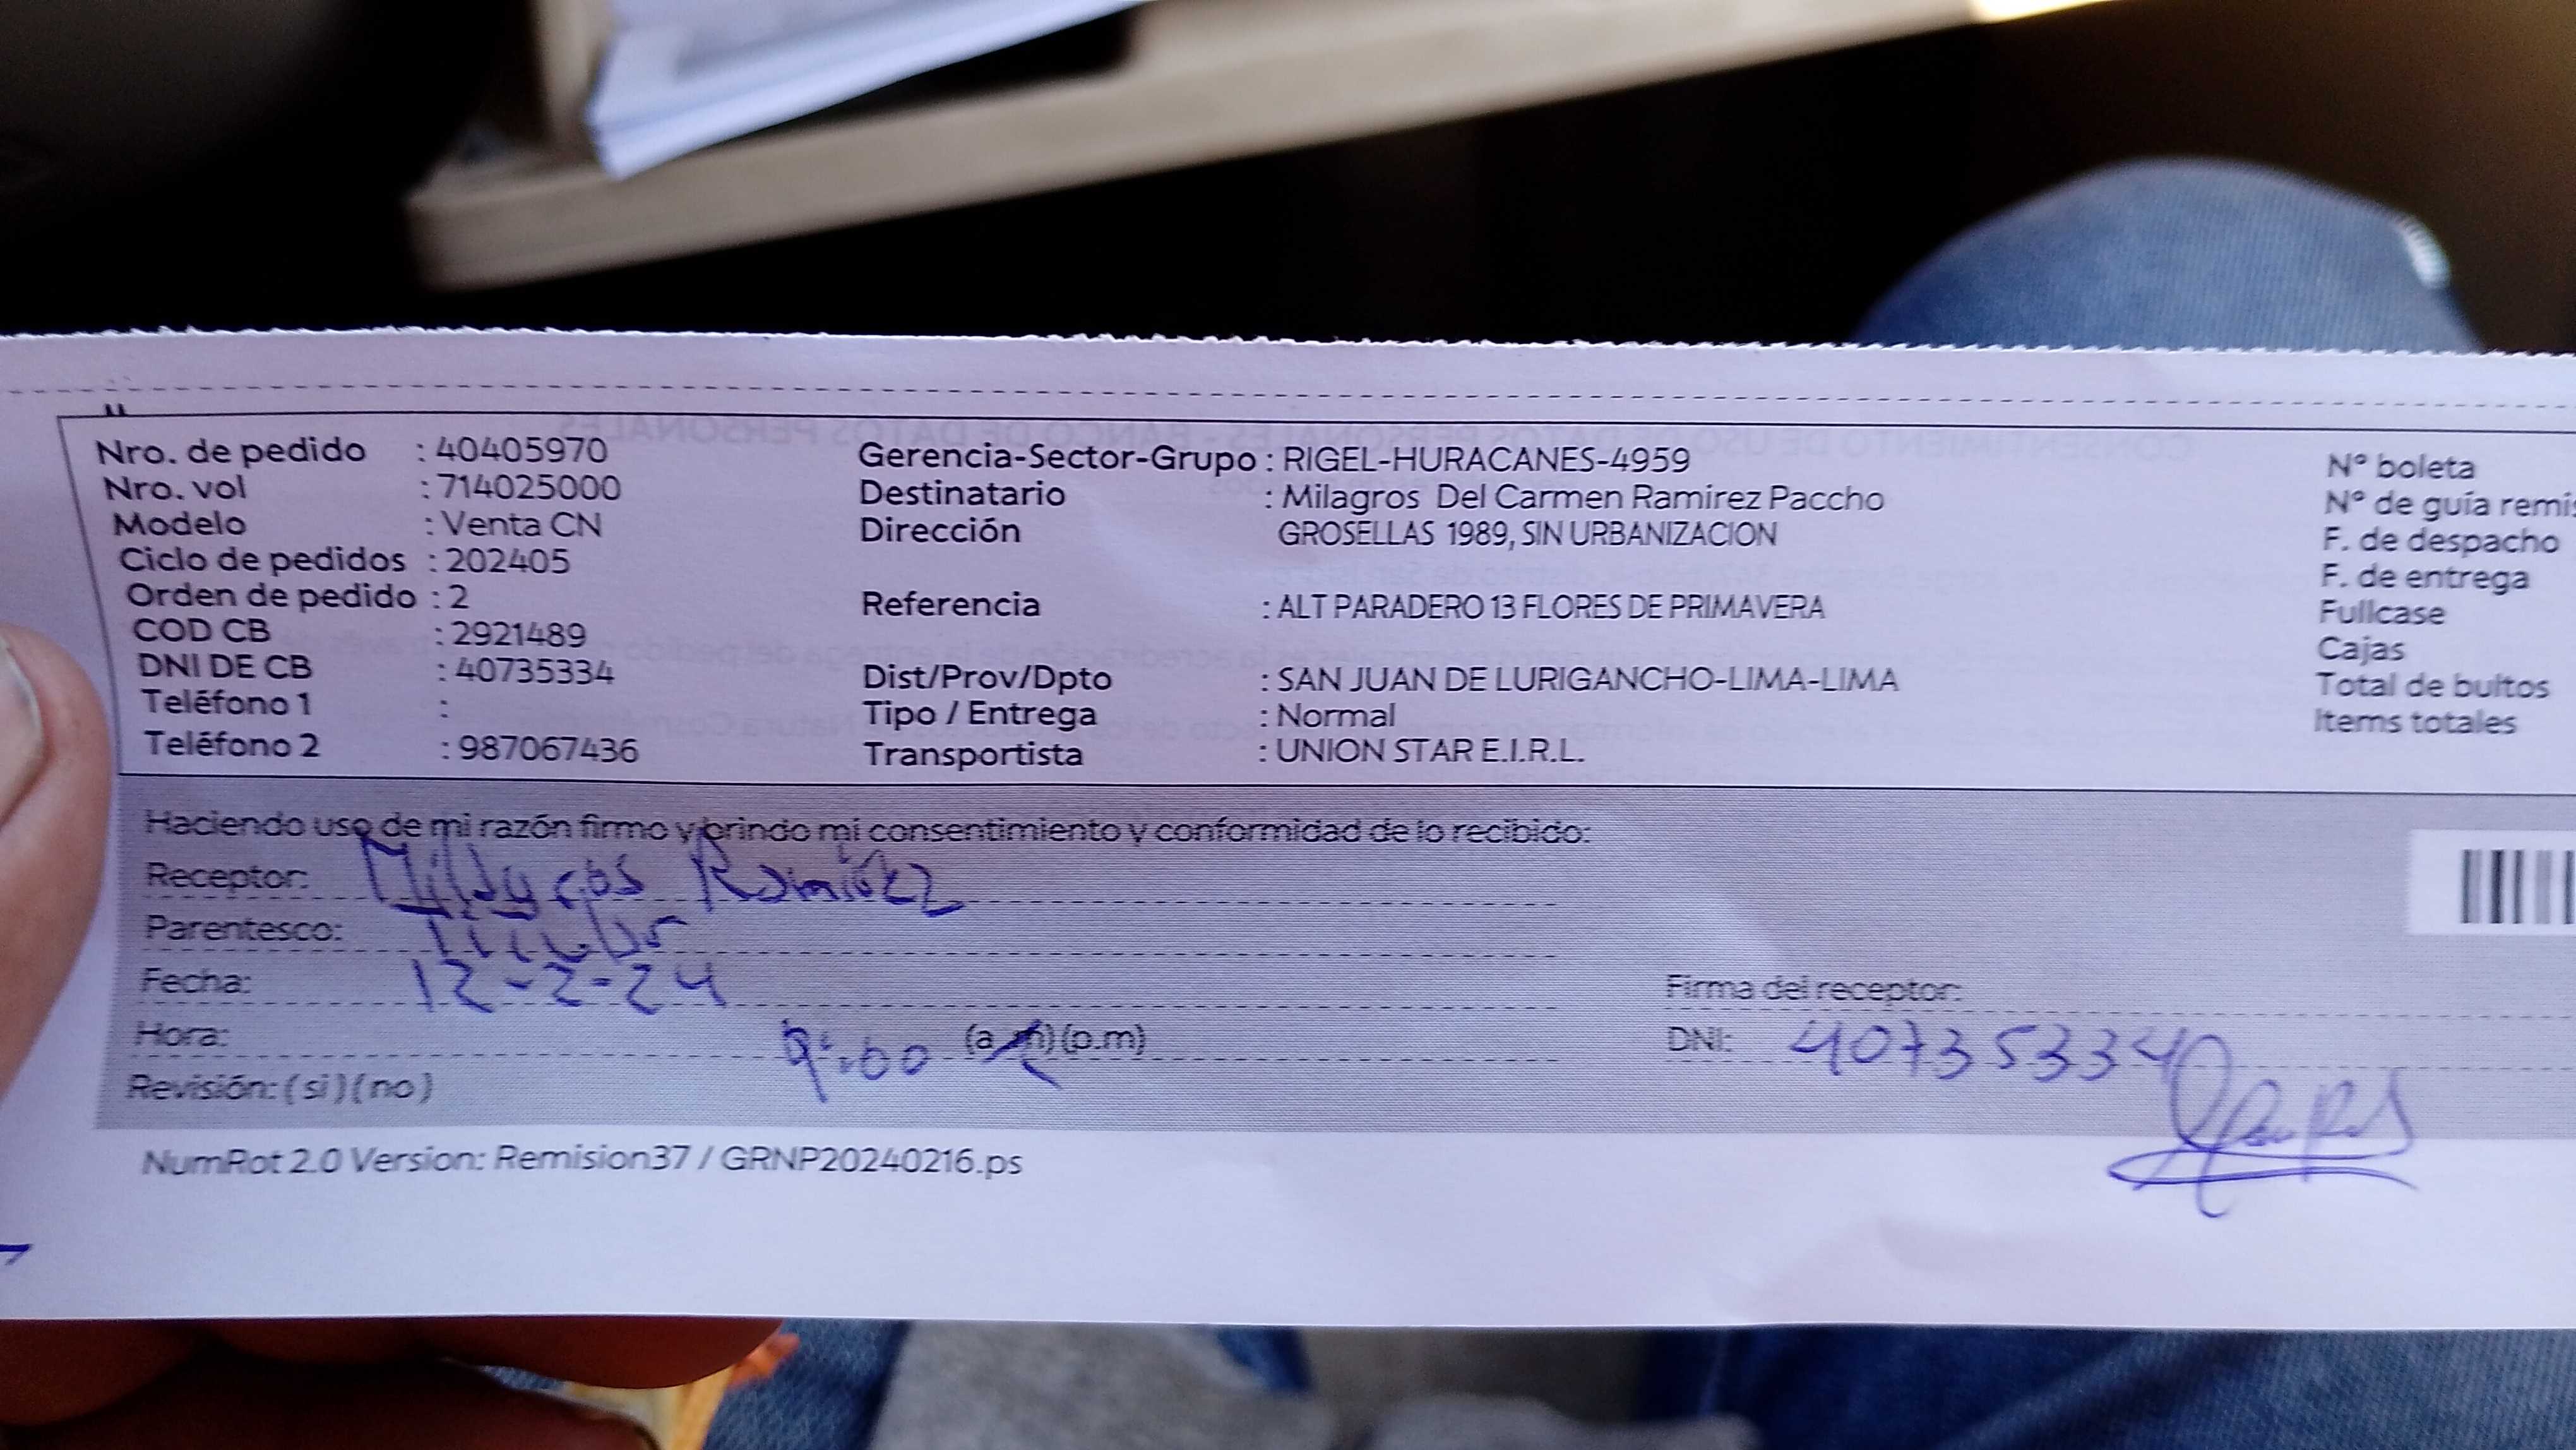 Nro. de pedido : 40405970
Nro. vol : 714025000
Modelo : Venta CN
Ciclo de pedidos : 202405
Orden de pedido : 2
COD CB : 2921489
DNI DE CB : 40735334
Teléfono 1 :
Teléfono 2 : 987067436
Gerencia-Sector-Grupo : RIGEL-HURACANES-4959
Destinatario : Milagros Del Carmen Ramirez Paccho
Dirección GROSELLAS 1989, SIN URBANIZACION
Referencia : ALT PARADERO 13 FLORES DE PRIMAVERA
Dist/Prov/Dpto : SAN JUAN DE LURIGANCHO-LIMA-LIMA
Tipo / Entrega : Normal
Transportista : UNION STAR E.I.R.L.
Nº boleta
Nº de guía remis
F. de despacho
F. de entrega
Fullcase
Cajas
Total de bultos
Items totales
Haciendo uso de mi razón firmo y brindo mi consentimiento y conformidad de lo recibido:
Receptor: Milagros Ramirez
Parentesco: Titular
Fecha: 12-2-24
Hora: 9:00 (a.m)(p.m)
Revisión: (si)(no)
Firma del receptor:
DNI: 40735334
NumRot 2.0 Version: Remision37 / GRNP20240216.ps